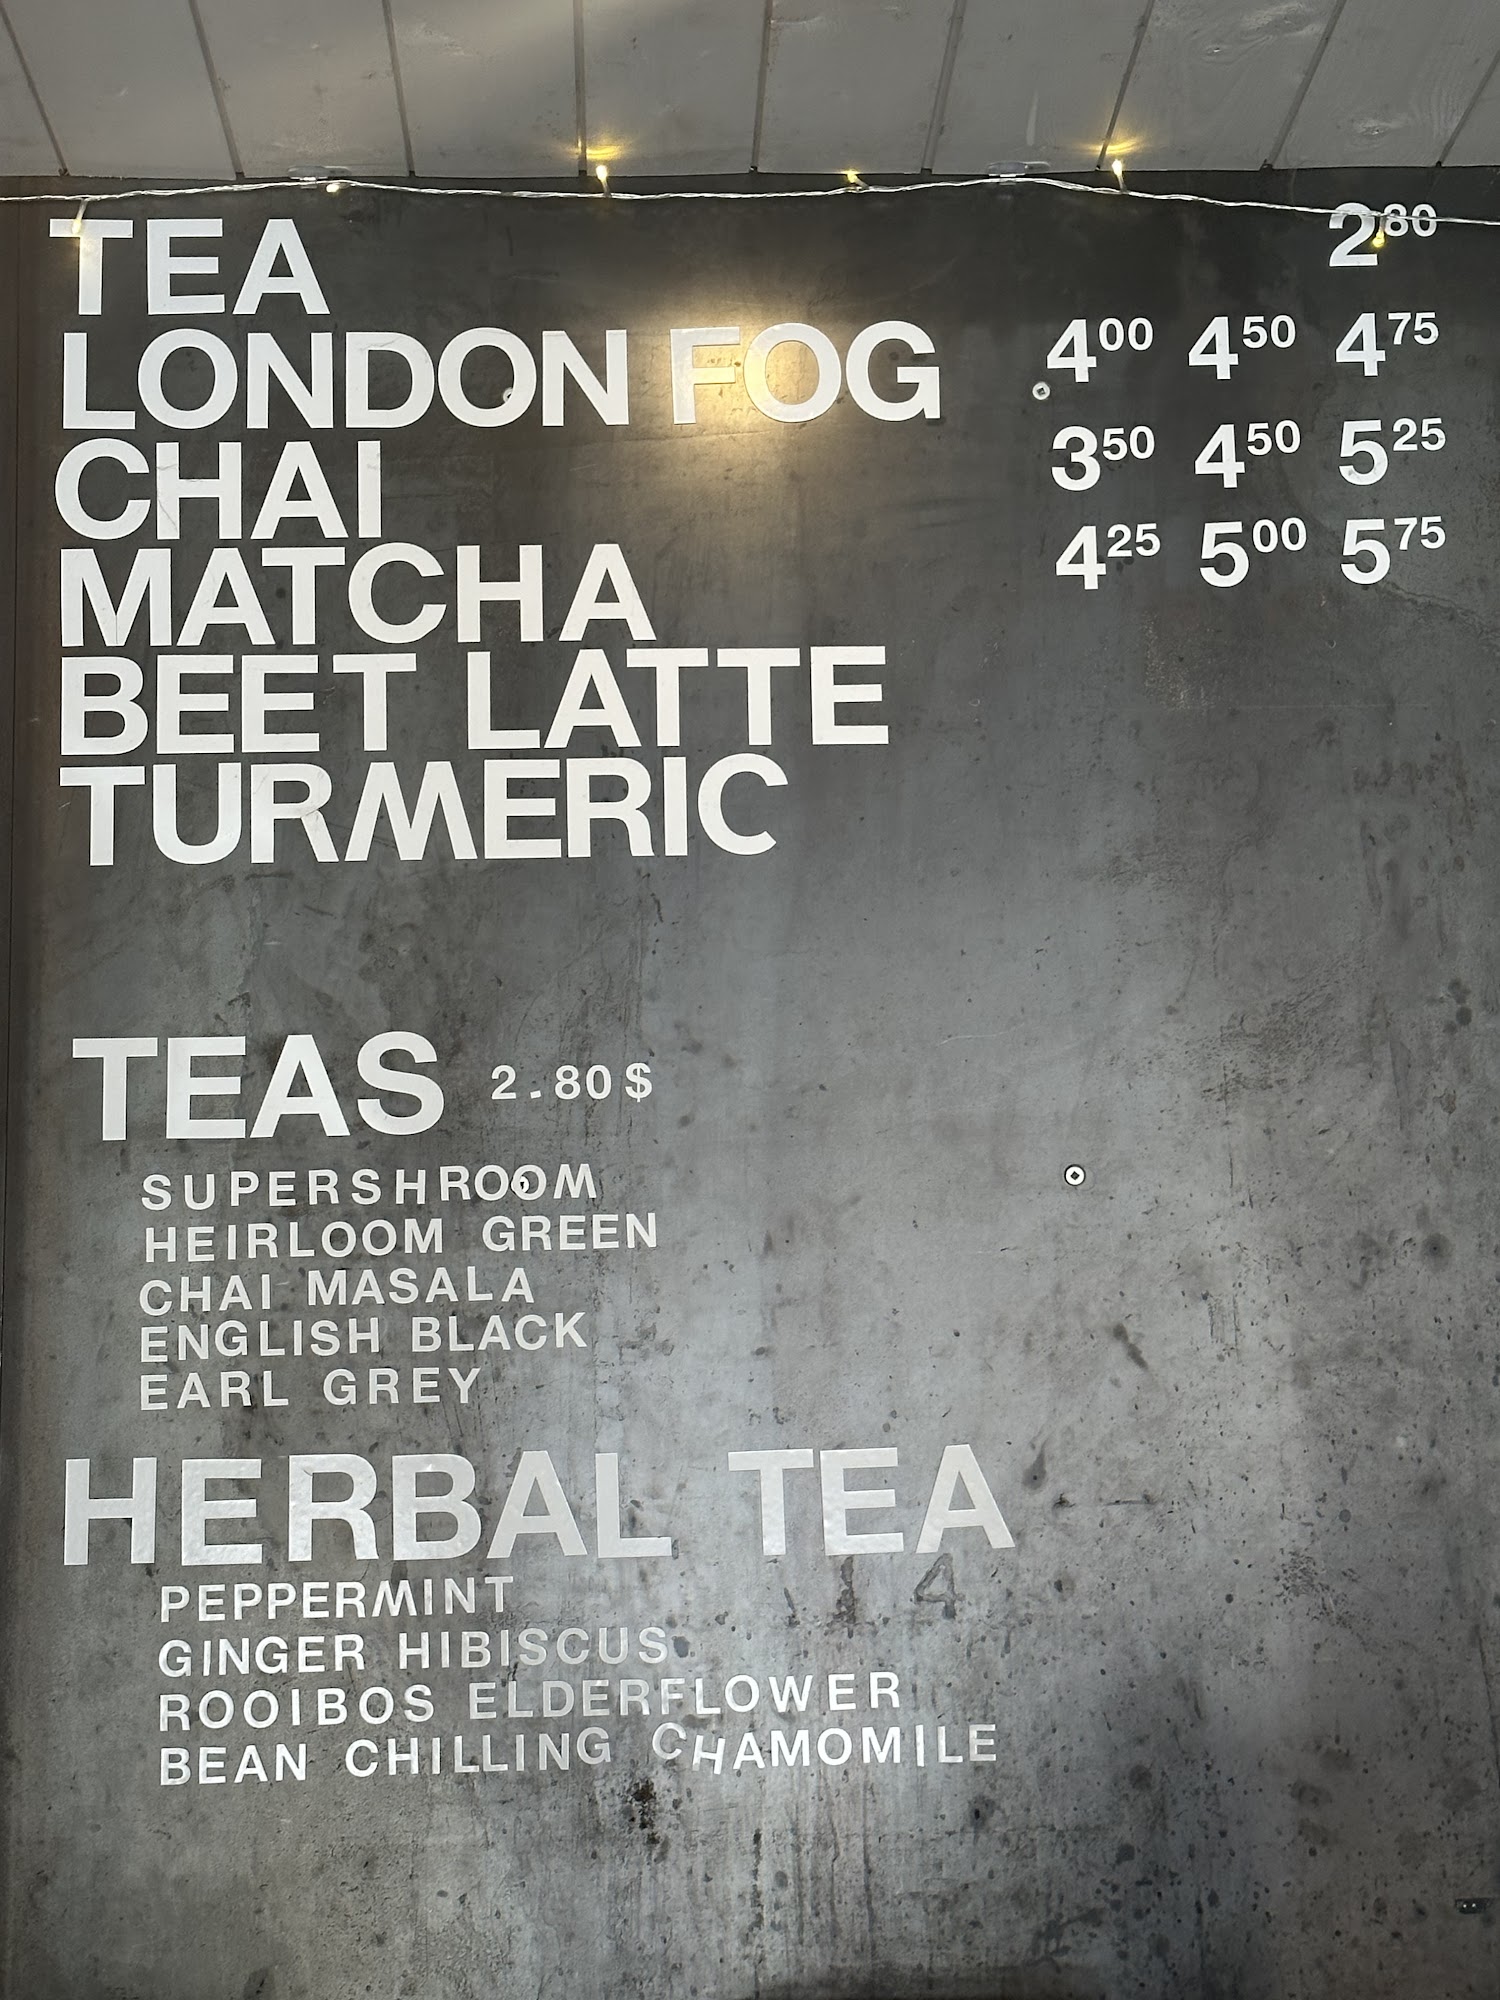 TEA 2 80
LONDON FOG 4 00 4 50 4 75
CHAI 3 50 4 50 5 25
MATCHA 4 25 5 00 5 75
BEET LATTE
TURMERIC
TEAS 2.80$
SUPERSHROOM
HEIRLOOM GREEN
CHAI MASALA
ENGLISH BLACK
EARL GREY
HERBAL TEA
PEPPERMINT
GINGER HIBISCUS
ROOIBOS ELDERFLOWER
BEAN CHILLING CHAMOMILE